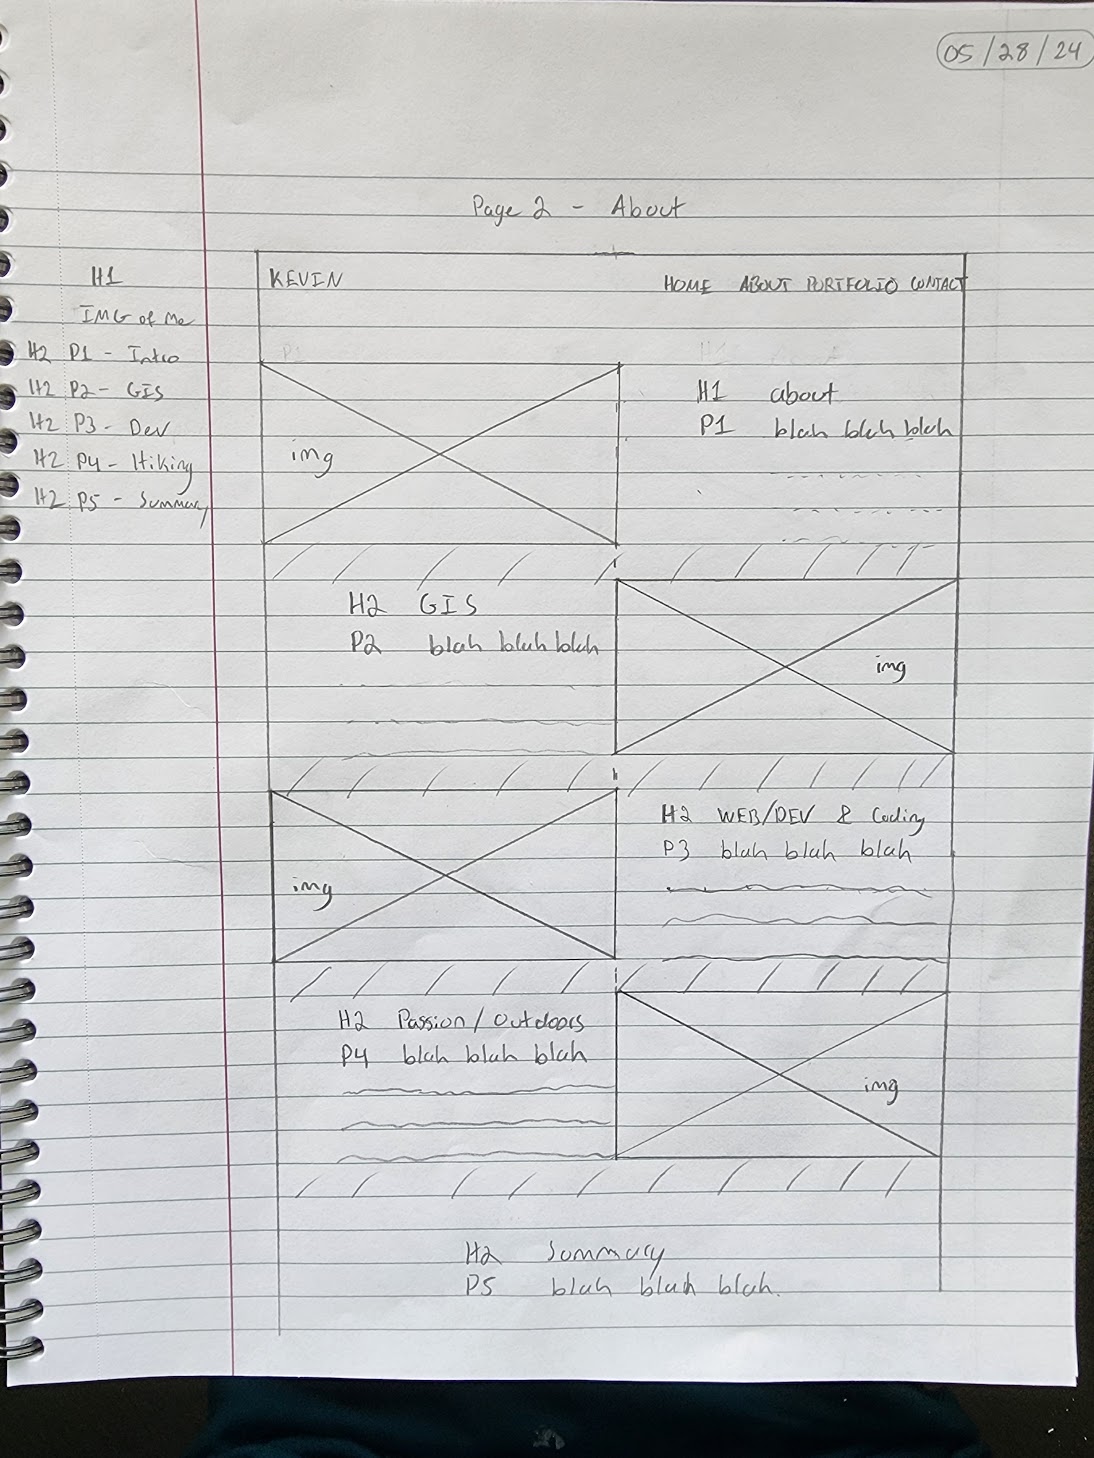 05/28/24
Page 2 - About
H1
IMG of Me
H2 P1 - Intro
H2 P2 - GIS
H2 P3 - Dev
H2 P4 - Hiking
H2 P5 - Summary
KEVIN
HOME ABOUT PORTFOLIO CONTACT
P1
img
H1 about
P1 blah blah blah
H2 GIS
P2 blah blah blah
img
img
H2 WEB/DEV & Coding
P3 blah blah blah
H2 Passion/Outdoors
P4 blah blah blah
img
H2 Summary
P5 blah blah blah.